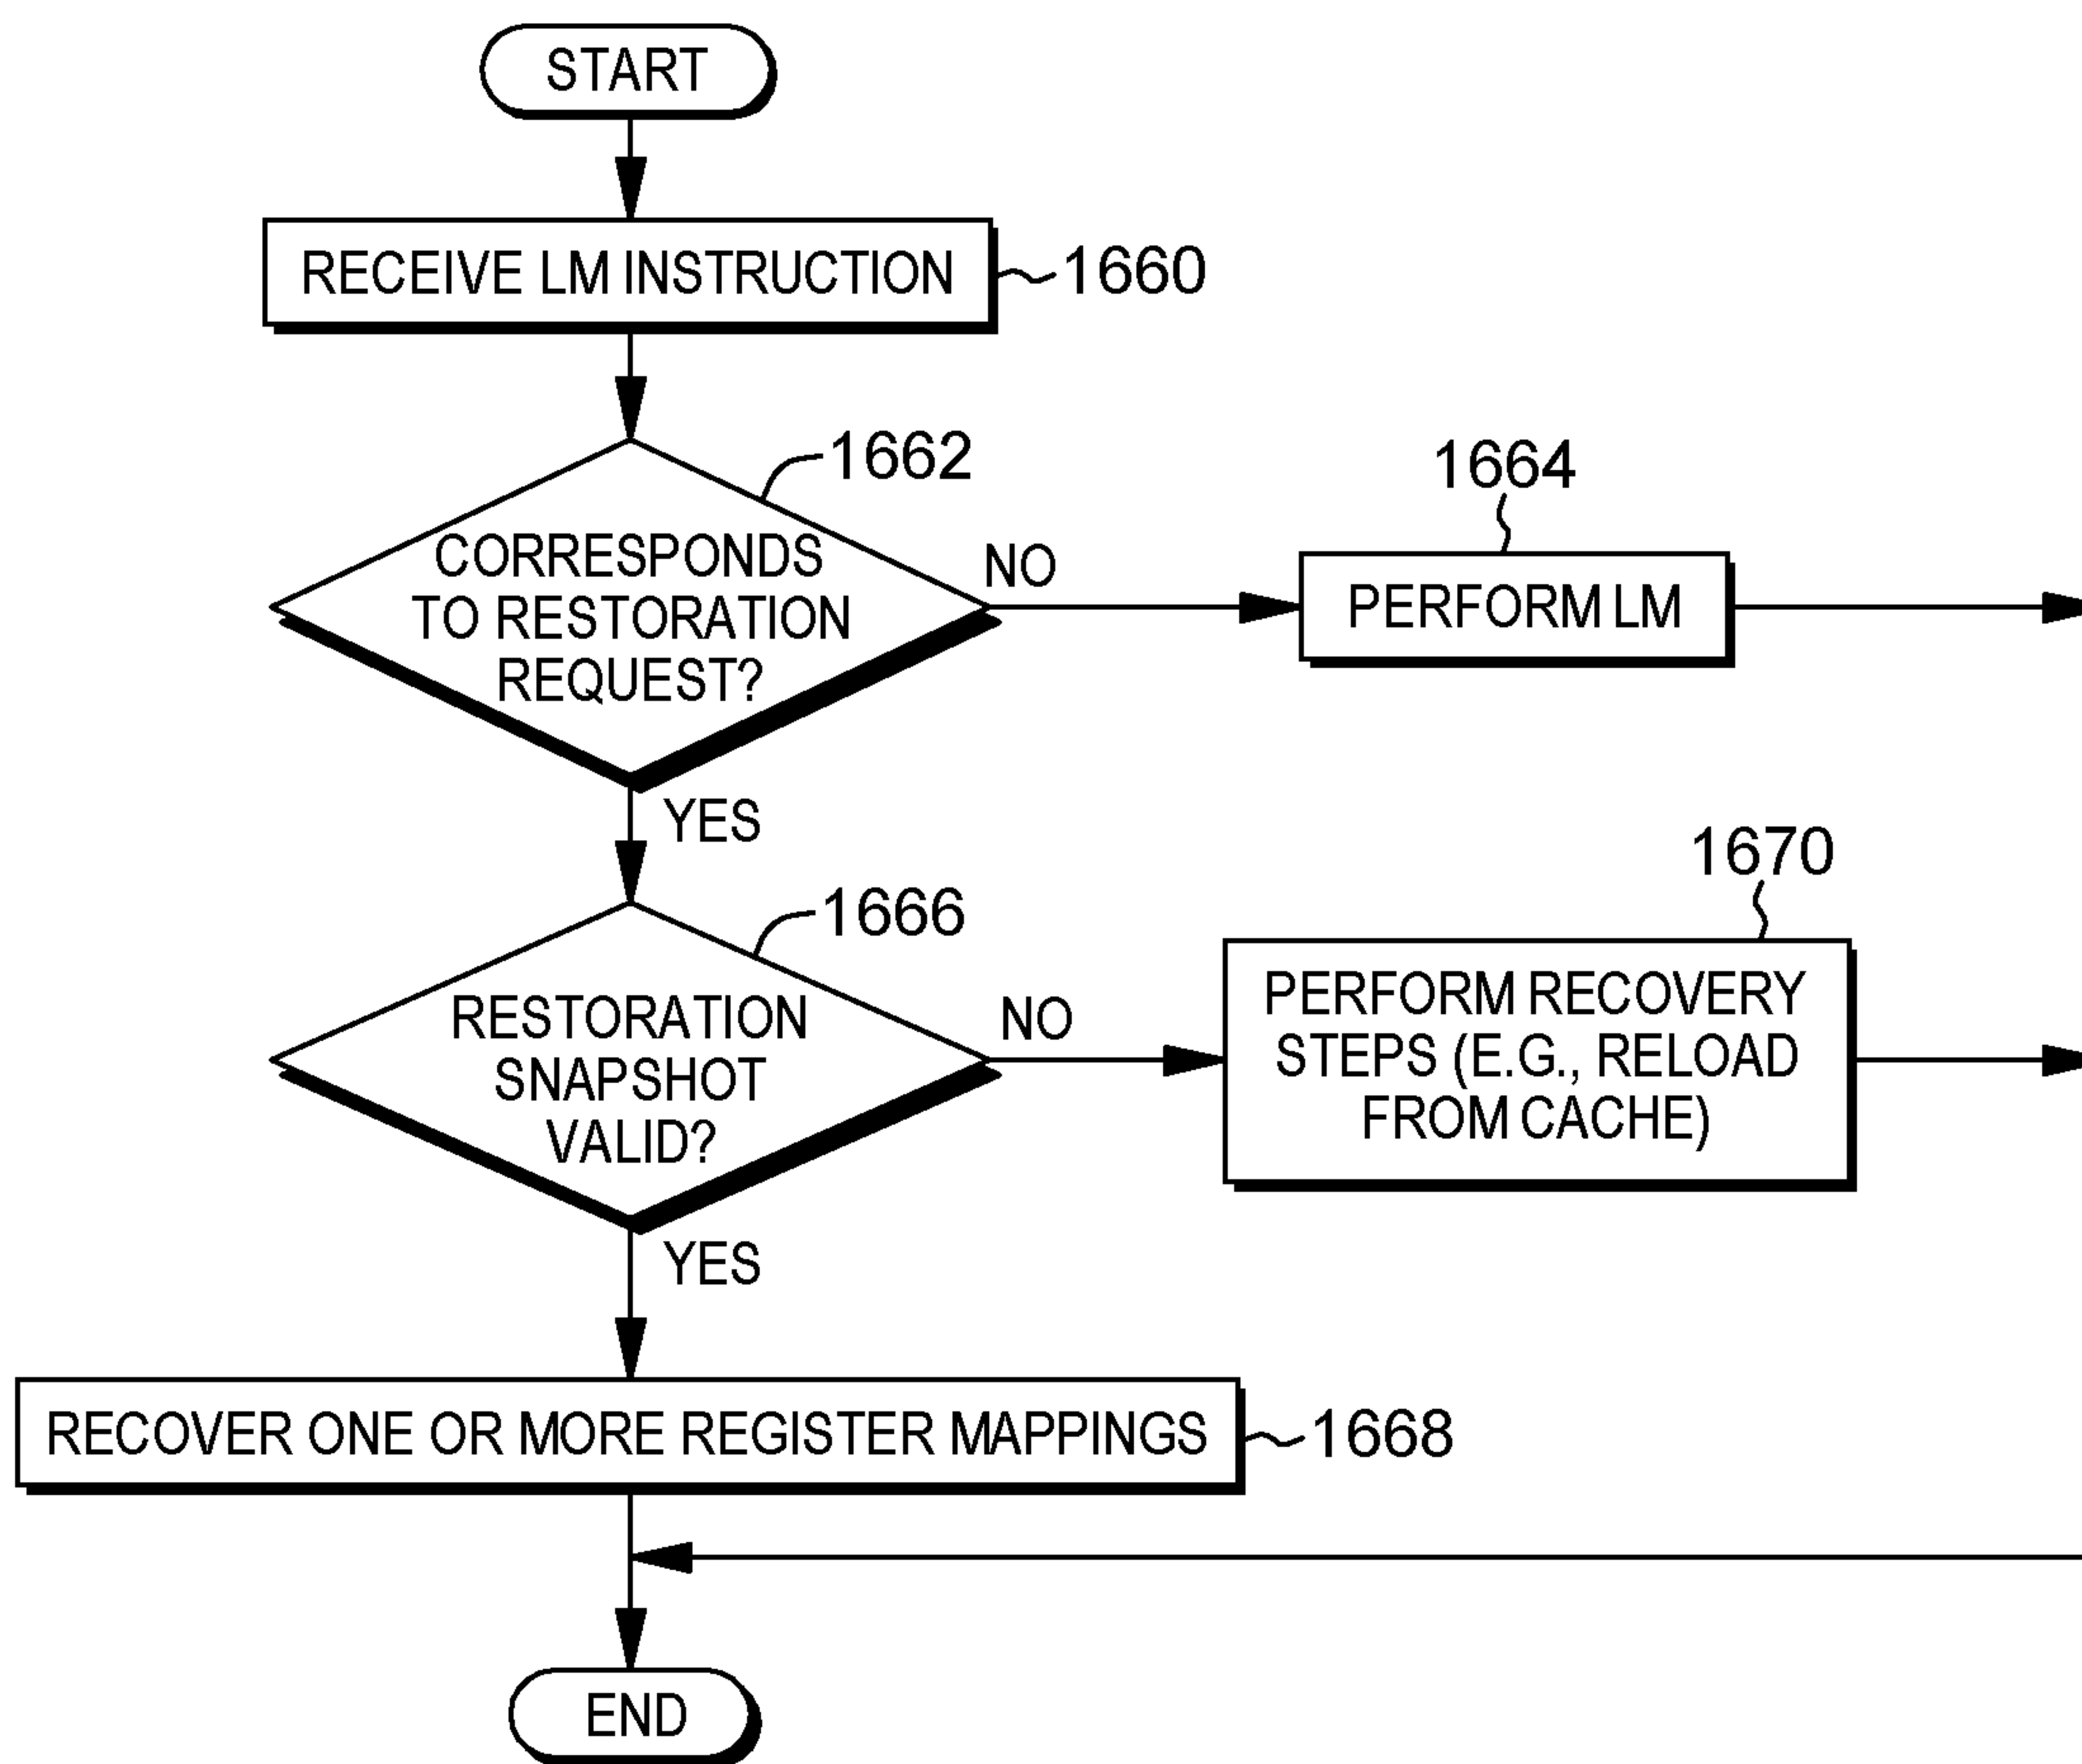 START
RECEIVE LM INSTRUCTION
1660
1662
CORRESPONDS
TO RESTORATION
REQUEST?
NO
1664
PERFORM LM
YES
1666
RESTORATION
SNAPSHOT
VALID?
NO
1670
PERFORM RECOVERY
STEPS (E.G., RELOAD
FROM CACHE)
YES
RECOVER ONE OR MORE REGISTER MAPPINGS
1668
END